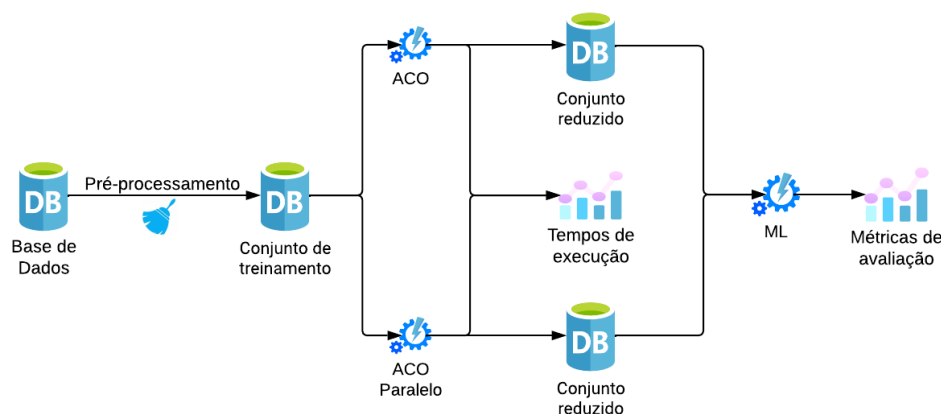 DB
ACO
Conjunto
reduzido
DB
Base de
Dados
Pré-processamento
DB
Conjunto de
treinamento
Tempos de
execução
ML
Métricas de
avaliação
ACO
Paralelo
DB
Conjunto
reduzido